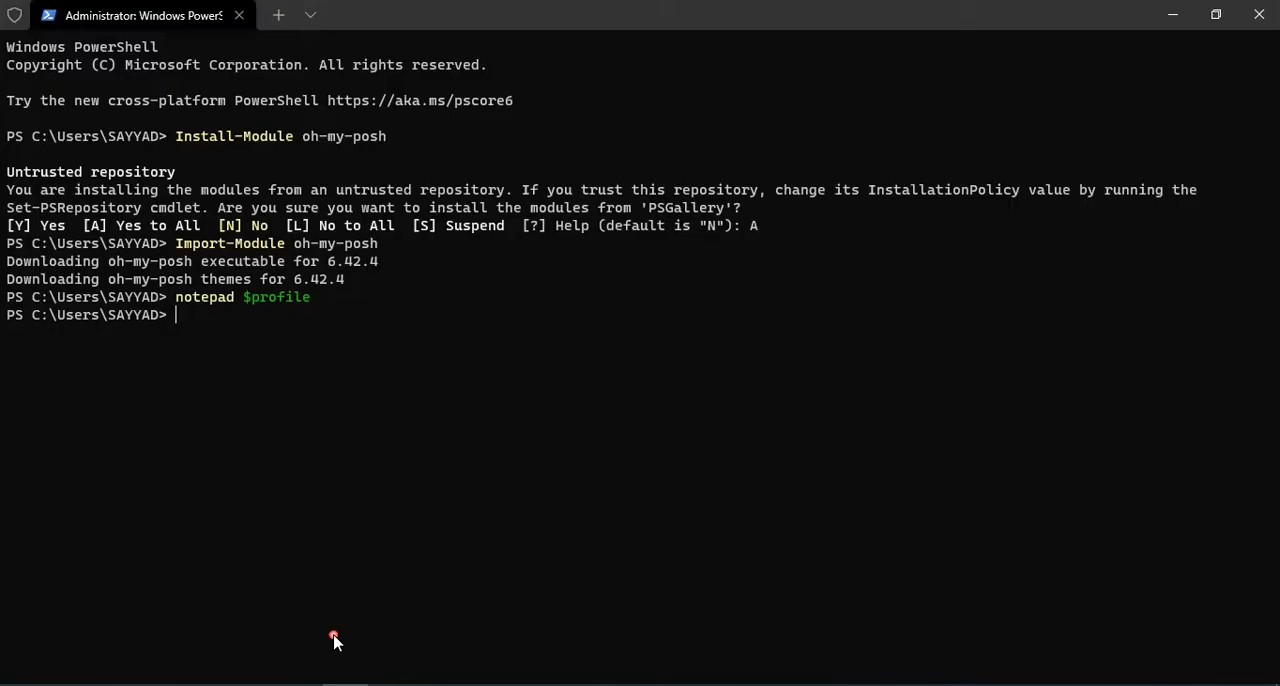 Administrator: Windows PowerS
Windows PowerShell
Copyright (C) Microsoft Corporation. All rights reserved.
Try the new cross-platform PowerShell https://aka.ms/pscore6
PS C:\Users\SAYYAD> Install-Module oh-my-posh
Untrusted repository
You are installing the modules from an untrusted repository. If you trust this repository, change its InstallationPolicy value by running the
Set-PSRepository cmdlet. Are you sure you want to install the modules from 'PSGallery'?
[Y] Yes  [A] Yes to All  [N] No  [L] No to All  [S] Suspend  [?] Help (default is "N"): A
PS C:\Users\SAYYAD> Import-Module oh-my-posh
Downloading oh-my-posh executable for 6.42.4
Downloading oh-my-posh themes for 6.42.4
PS C:\Users\SAYYAD> notepad $profile
PS C:\Users\SAYYAD>